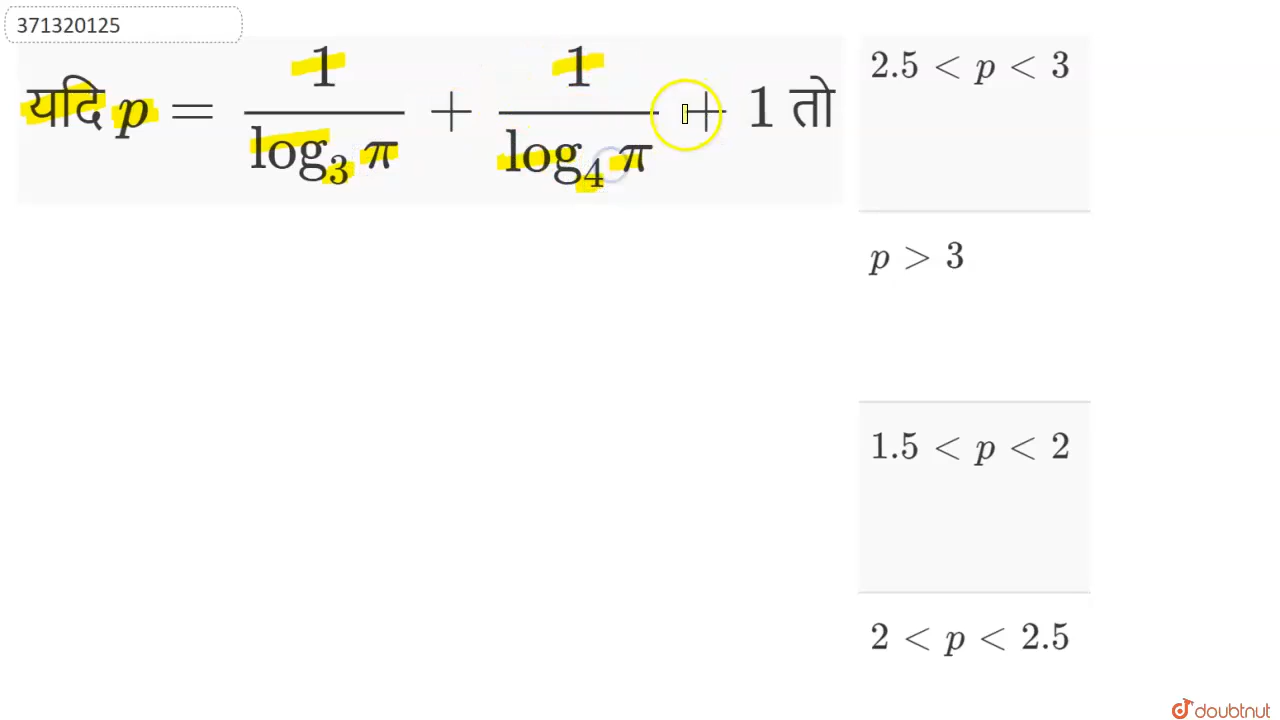 371320125
यदि p = 1/(log₃ π) + 1/(log₄ π) + 1 तो
2.5 < p < 3
p > 3
1.5 < p < 2
2 < p < 2.5
doubtnut